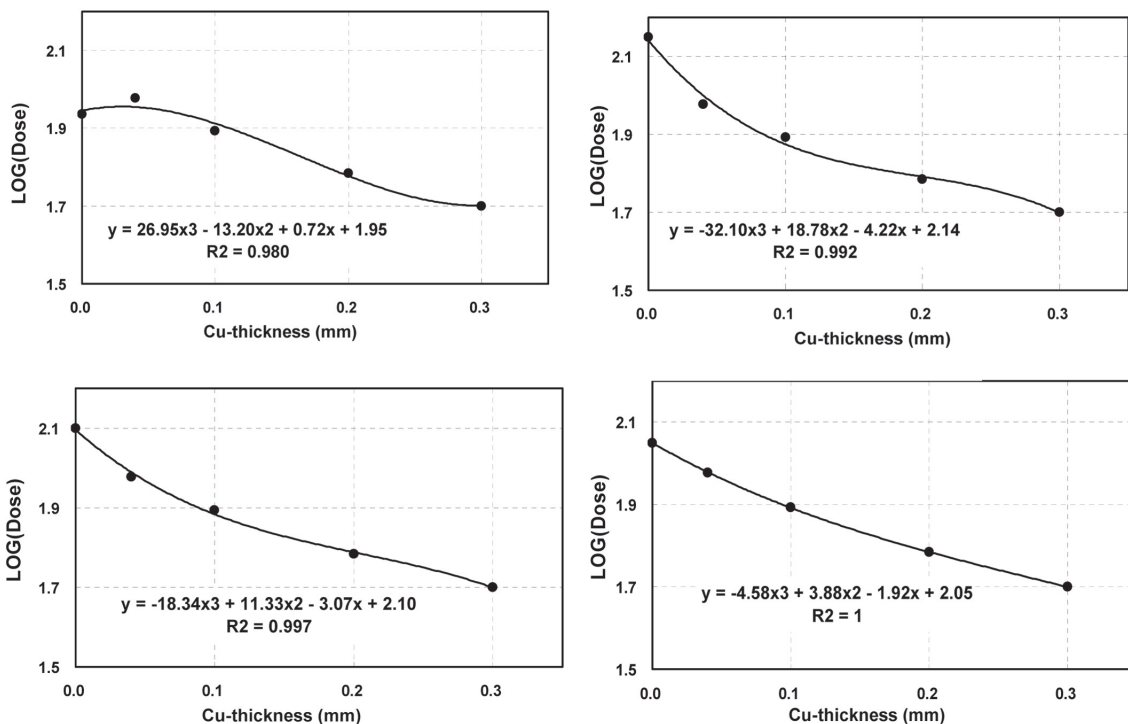 2.1
1.9
1.7
1.5
LOG(Dose)
y = 26.95x3 - 13.20x2 + 0.72x + 1.95
R2 = 0.980
0.0 0.1 0.2 0.3
Cu-thickness (mm)
2.1
1.9
1.7
1.5
LOG(Dose)
y = -32.10x3 + 18.78x2 - 4.22x + 2.14
R2 = 0.992
0.0 0.1 0.2 0.3
Cu-thickness (mm)
2.1
1.9
1.7
1.5
LOG(Dose)
y = -18.34x3 + 11.33x2 - 3.07x + 2.10
R2 = 0.997
0.0 0.1 0.2 0.3
Cu-thickness (mm)
2.1
1.9
1.7
1.5
LOG(Dose)
y = -4.58x3 + 3.88x2 - 1.92x + 2.05
R2 = 1
0.0 0.1 0.2 0.3
Cu-thickness (mm)